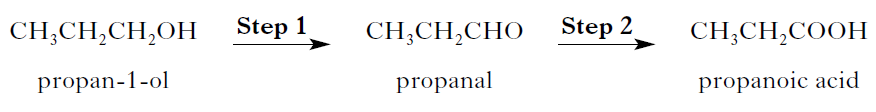 CH₃CH₂CH₂OH Step 1 CH₃CH₂CHO Step 2 CH₃CH₂COOH
propan-1-ol propanal propanoic acid